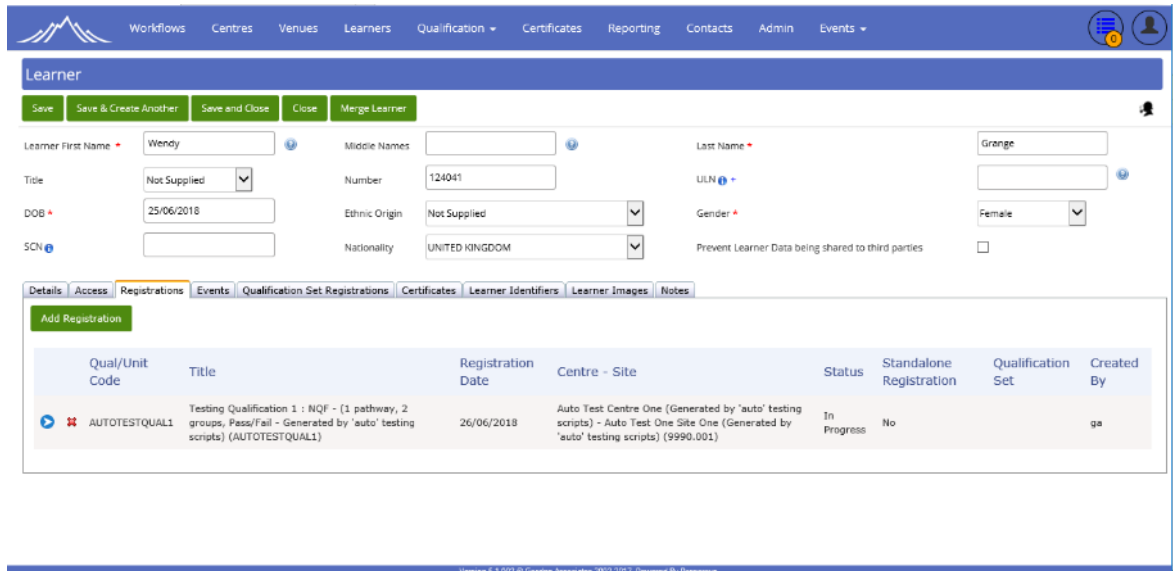 Workflows Centres Venues Learners Qualification Certificates Reporting Contacts Admin Events
0
Learner
Save Save & Create Another Save and Close Close Merge Learner
Learner First Name * Wendy Middle Names Last Name * Grange
Title Not Supplied Number 124041 ULN +
DOB * 25/06/2018 Ethnic Origin Not Supplied Gender * Female
SCN Nationality UNITED KINGDOM Prevent Learner Data being shared to third parties
Details Access Registrations Events Qualification Set Registrations Certificates Learner Identifiers Learner Images Notes
Add Registration
Qual/Unit Code Title Registration Date Centre - Site Status Standalone Registration Qualification Set Created By
AUTOTESTQUAL1 Testing Qualification 1 : NQF - (1 pathway, 2 groups, Pass/Fail - Generated by 'auto' testing scripts) (AUTOTESTQUAL1) 26/06/2018 Auto Test Centre One (Generated by 'auto' testing scripts) - Auto Test One Site One (Generated by 'auto' testing scripts) (9990.001) In Progress No ga